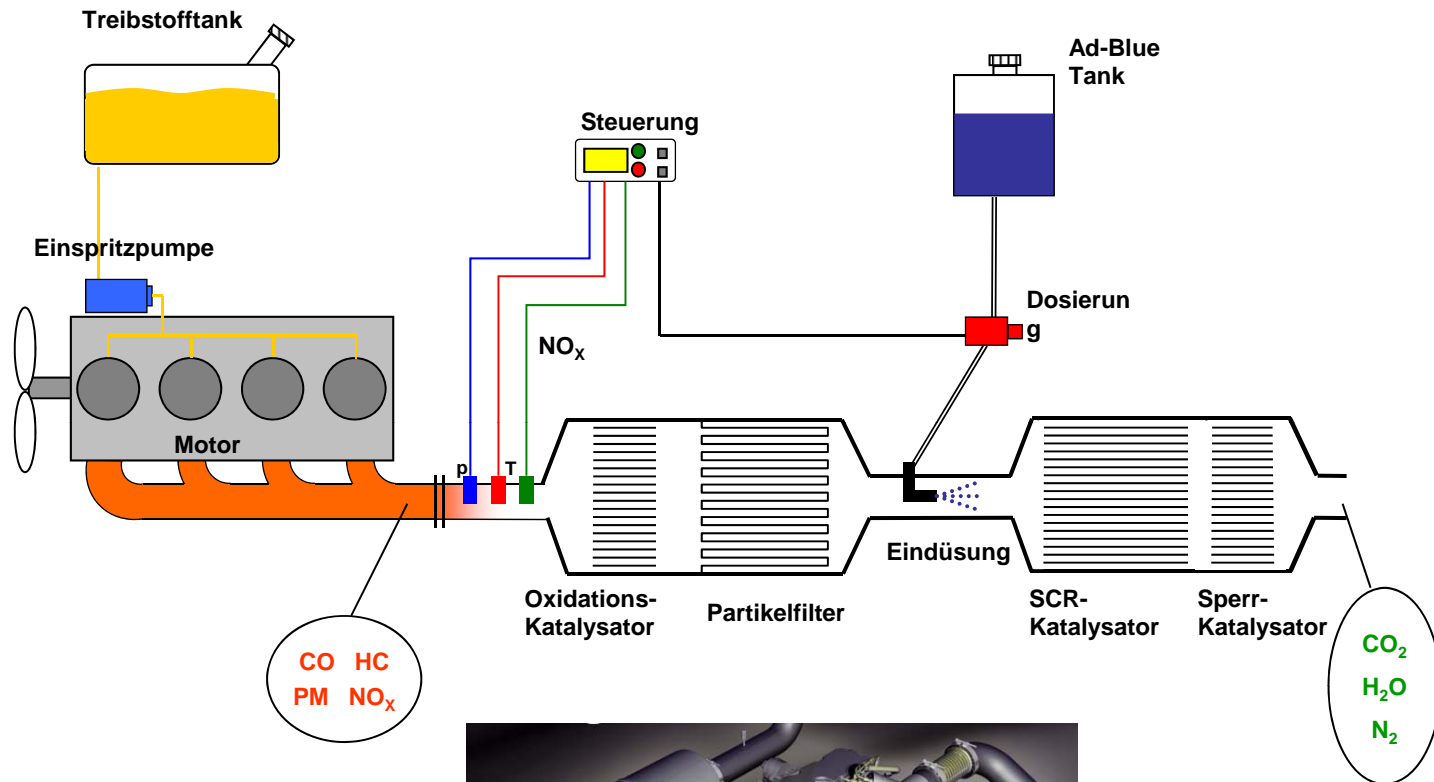 Treibstofftank
Ad-Blue
Tank
Steuerung
Einspritzpumpe
Dosierun
g
NOX
Motor
p
T
Eindüsung
Oxidations-
Katalysator
Partikelfilter
SCR-
Katalysator
Sperr-
Katalysator
CO HC
PM NOX
CO2
H2O
N2